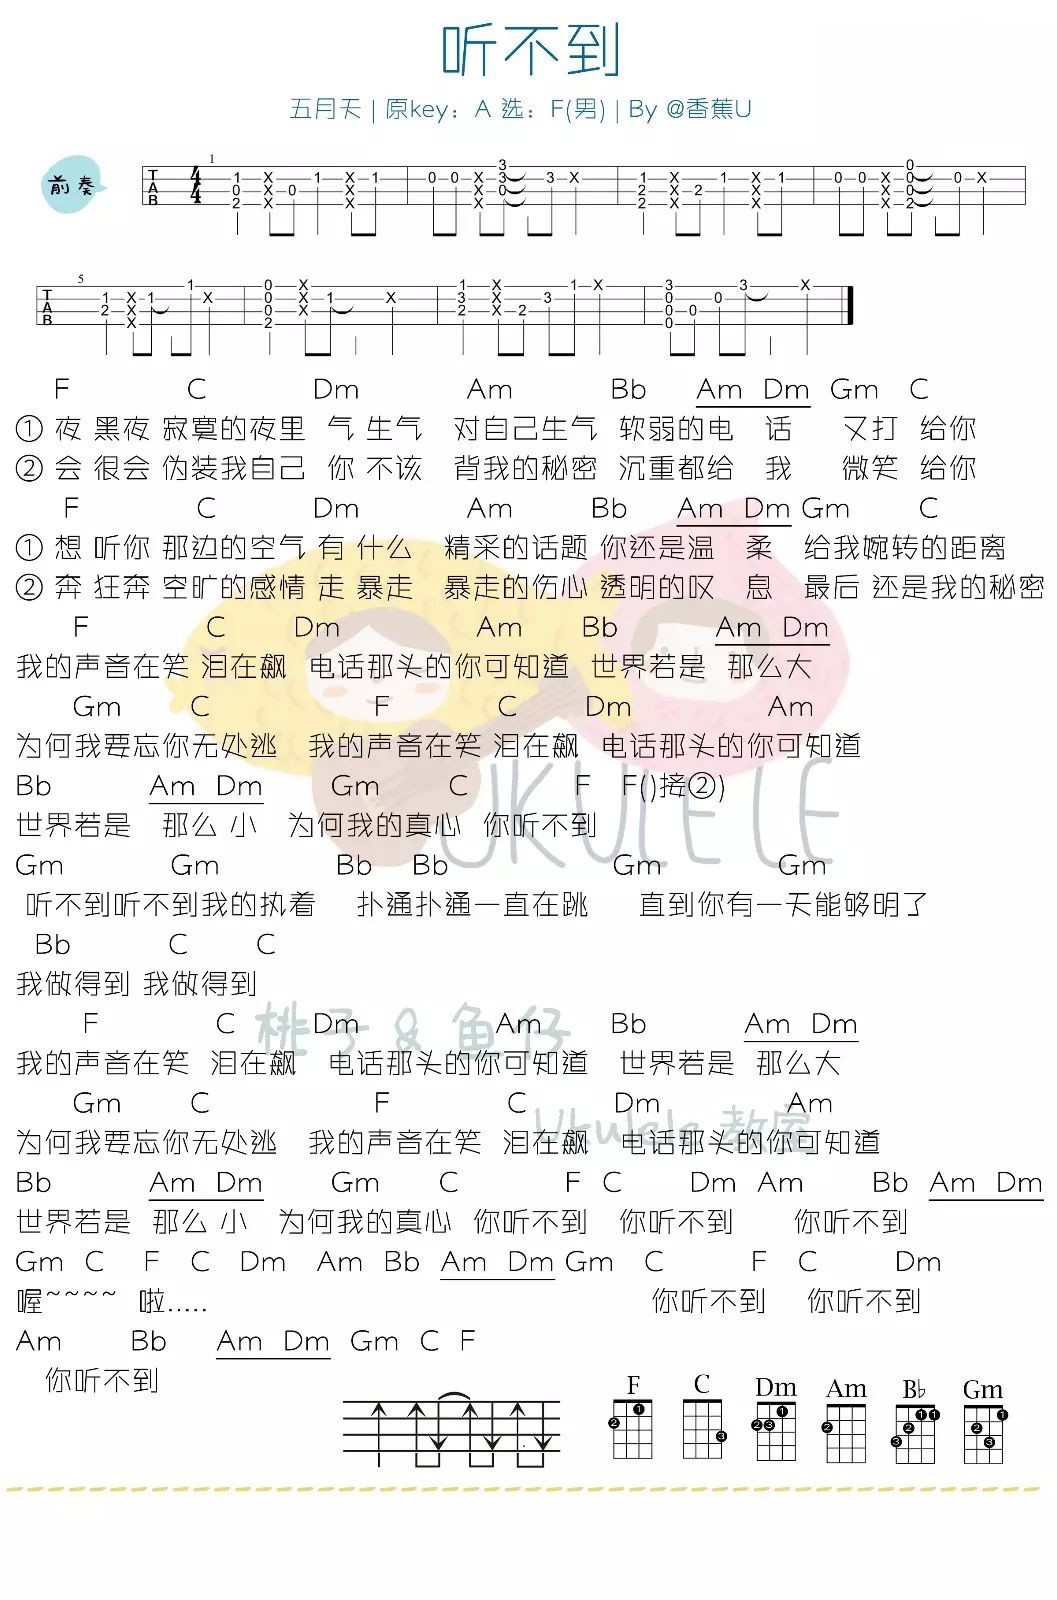 听不到
五月天 | 原key：A 选：F(男) | By @香蕉U
前奏
F C Dm Am Bb Am Dm Gm C
① 夜 黑夜 寂寞的夜里 气 生气 对自己生气 软弱的电 话 又打 给你
② 会 很会 伪装我自己 你 不该 背我的秘密 沉重都给 我 微笑 给你
F C Dm Am Bb Am Dm Gm C
① 想 听你 那边的空气 有 什么 精采的话题 你还是温 柔 给我婉转的距离
② 奔 狂奔 空旷的感情 走 暴走 暴走的伤心 透明的叹 息 最后 还是我的秘密
F C Dm Am Bb Am Dm
我的声音在笑 泪在飙 电话那头的你可知道 世界若是 那么大
Gm C F C Dm Am
为何我要忘你无处逃 我的声音在笑 泪在飙 电话那头的你可知道
Bb Am Dm Gm C F F()接②)
世界若是 那么 小 为何我的真心 你听不到
UKULELE
Gm Gm Bb Bb Gm Gm
听不到听不到我的执着 扑通扑通一直在跳 直到你有一天能够明了
Bb C C
我做得到 我做得到
桃子 & 鱼仔
F C Dm Am Bb Am Dm
我的声音在笑 泪在飙 电话那头的你可知道 世界若是 那么大
Gm C F C Dm Am
Ukulele 教室
为何我要忘你无处逃 我的声音在笑 泪在飙 电话那头的你可知道
Bb Am Dm Gm C F C Dm Am Bb Am Dm
世界若是 那么 小 为何我的真心 你听不到 你听不到 你听不到
Gm C F C Dm Am Bb Am Dm Gm C F C Dm
喔~~~~ 啦..... 你听不到 你听不到
Am Bb Am Dm Gm C F
你听不到
F C Dm Am B♭ Gm